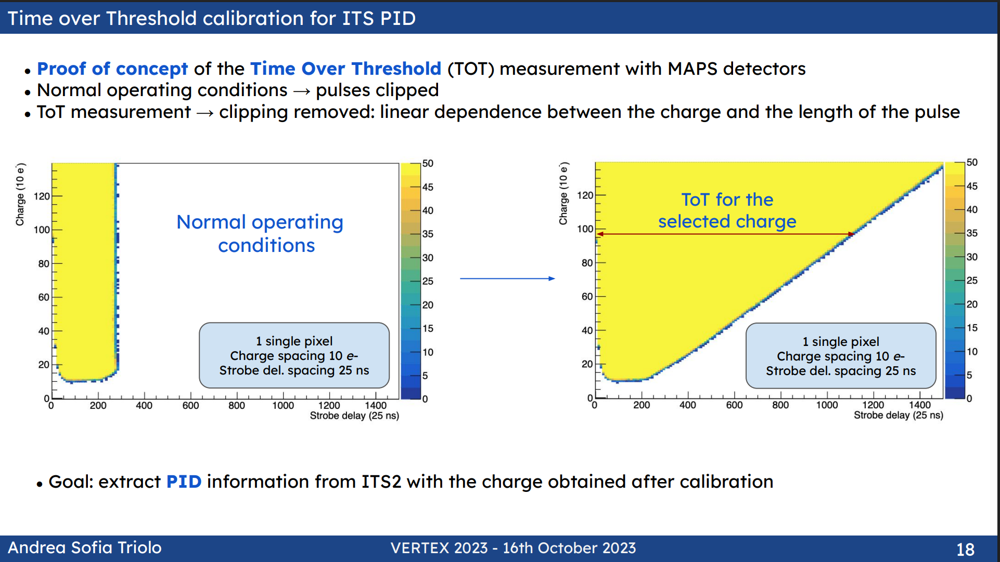 Time over Threshold calibration for ITS PID
• Proof of concept of the Time Over Threshold (TOT) measurement with MAPS detectors
• Normal operating conditions → pulses clipped
• ToT measurement → clipping removed: linear dependence between the charge and the length of the pulse
Charge (10 e⁻)
120
100
80
60
40
20
0
0 200 400 600 800 1000 1200 1400
Strobe delay (25 ns)
Normal operating
conditions
1 single pixel
Charge spacing 10 e-
Strobe del. spacing 25 ns
50
45
40
35
30
25
20
15
10
5
0
Charge (10 e⁻)
120
100
80
60
40
20
0
0 200 400 600 800 1000 1200 1400
Strobe delay (25 ns)
ToT for the
selected charge
1 single pixel
Charge spacing 10 e-
Strobe del. spacing 25 ns
50
45
40
35
30
25
20
15
10
5
0
• Goal: extract PID information from ITS2 with the charge obtained after calibration
Andrea Sofia Triolo
VERTEX 2023 - 16th October 2023
18